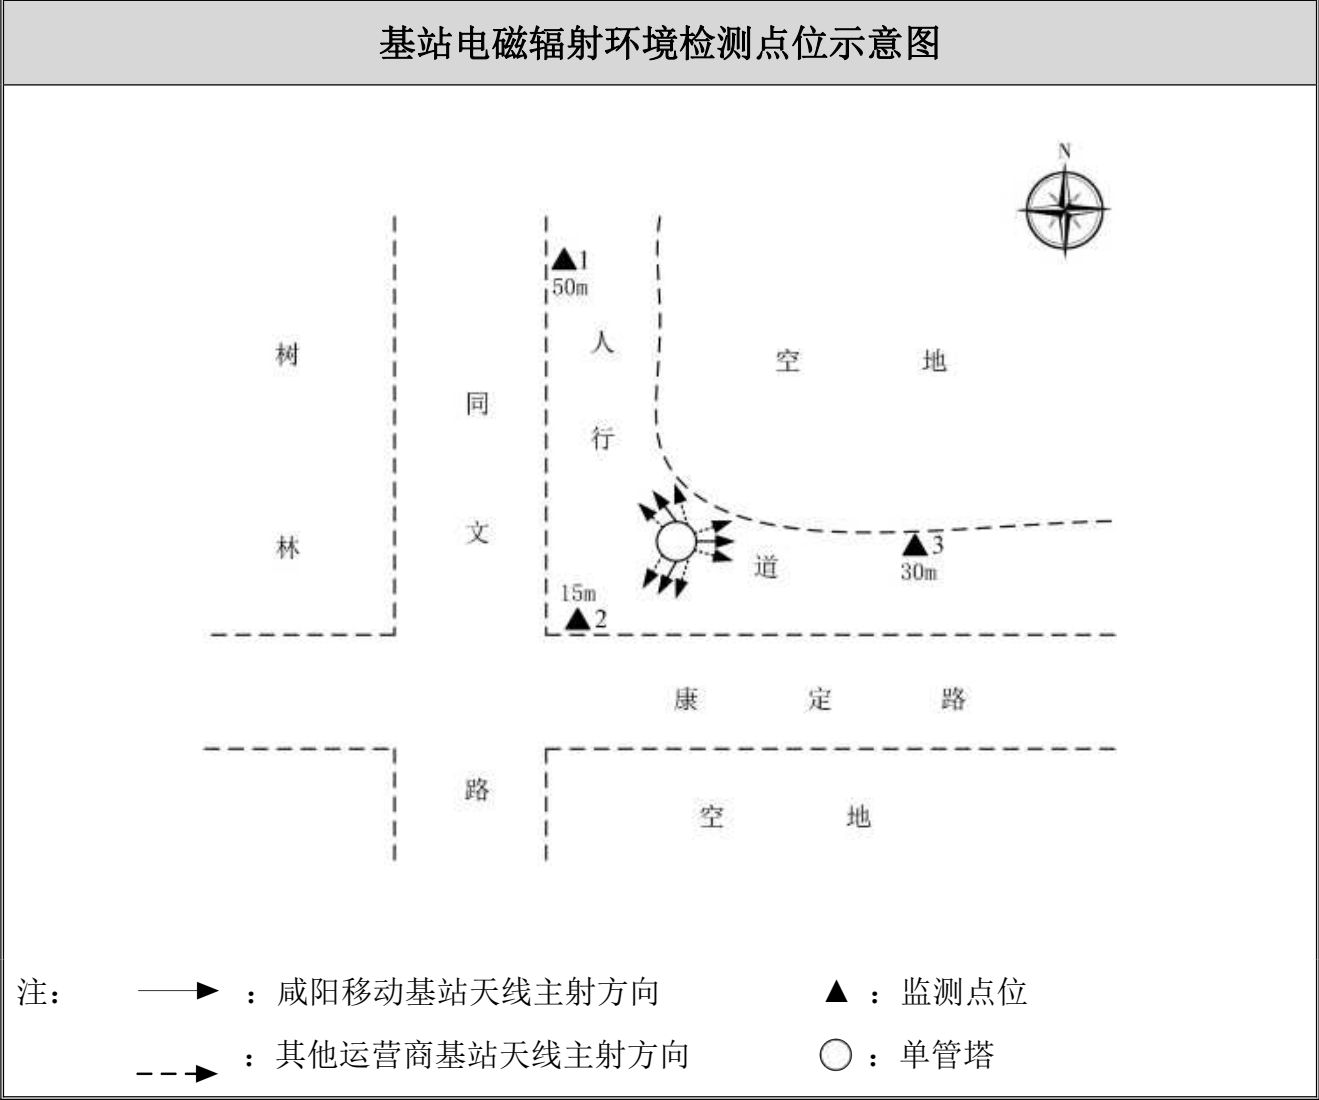 基站电磁辐射环境检测点位示意图
N
1
50m
人
树
空 地
同
行
文
林
道
3
30m
15m
2
康 定 路
路
空 地
注： ：咸阳移动基站天线主射方向 ：监测点位
：其他运营商基站天线主射方向 ：单管塔